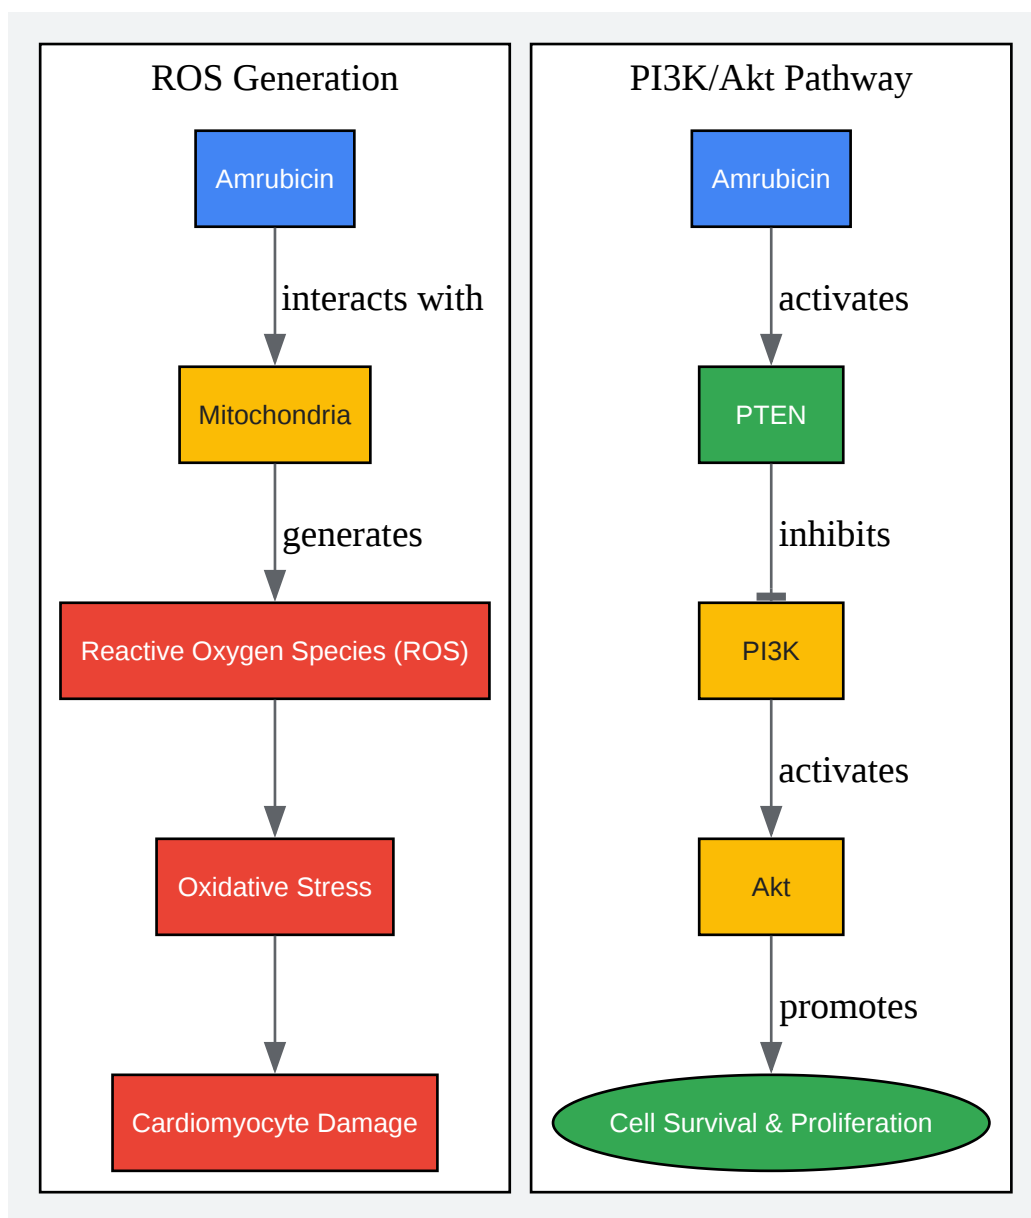 ROS Generation
Amrubicin
interacts with
Mitochondria
generates
Reactive Oxygen Species (ROS)
Oxidative Stress
Cardiomyocyte Damage
PI3K/Akt Pathway
Amrubicin
activates
PTEN
inhibits
PI3K
activates
Akt
promotes
Cell Survival & Proliferation